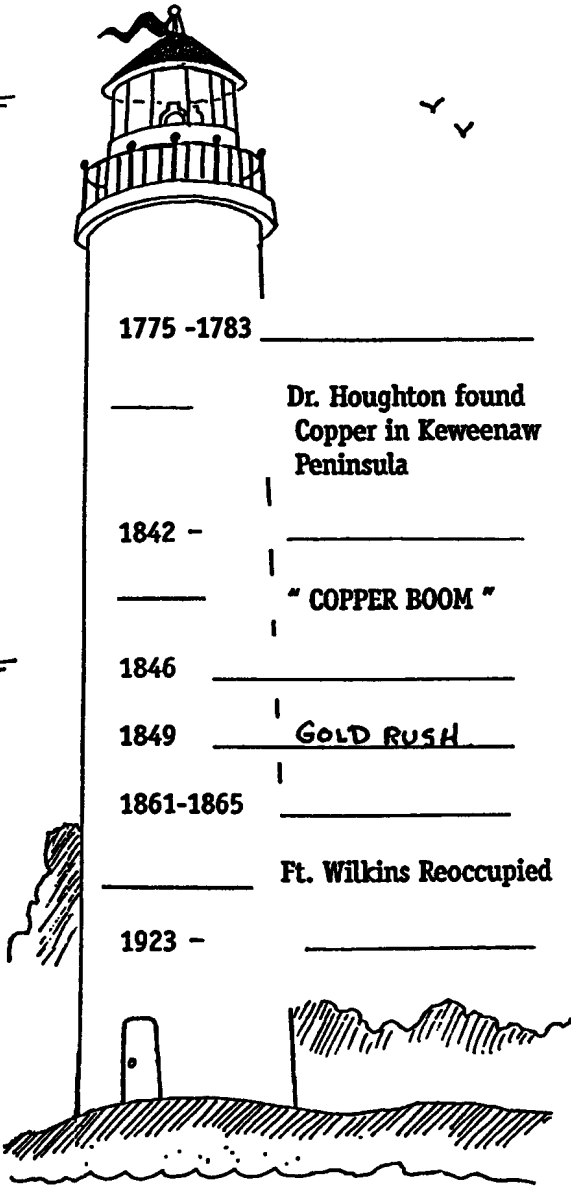 1775 -1783
Dr. Houghton found
Copper in Keweenaw
Peninsula
1842 -
" COPPER BOOM "
1846
1849 GOLD RUSH
1861-1865
Ft. Wilkins Reoccupied
1923 -